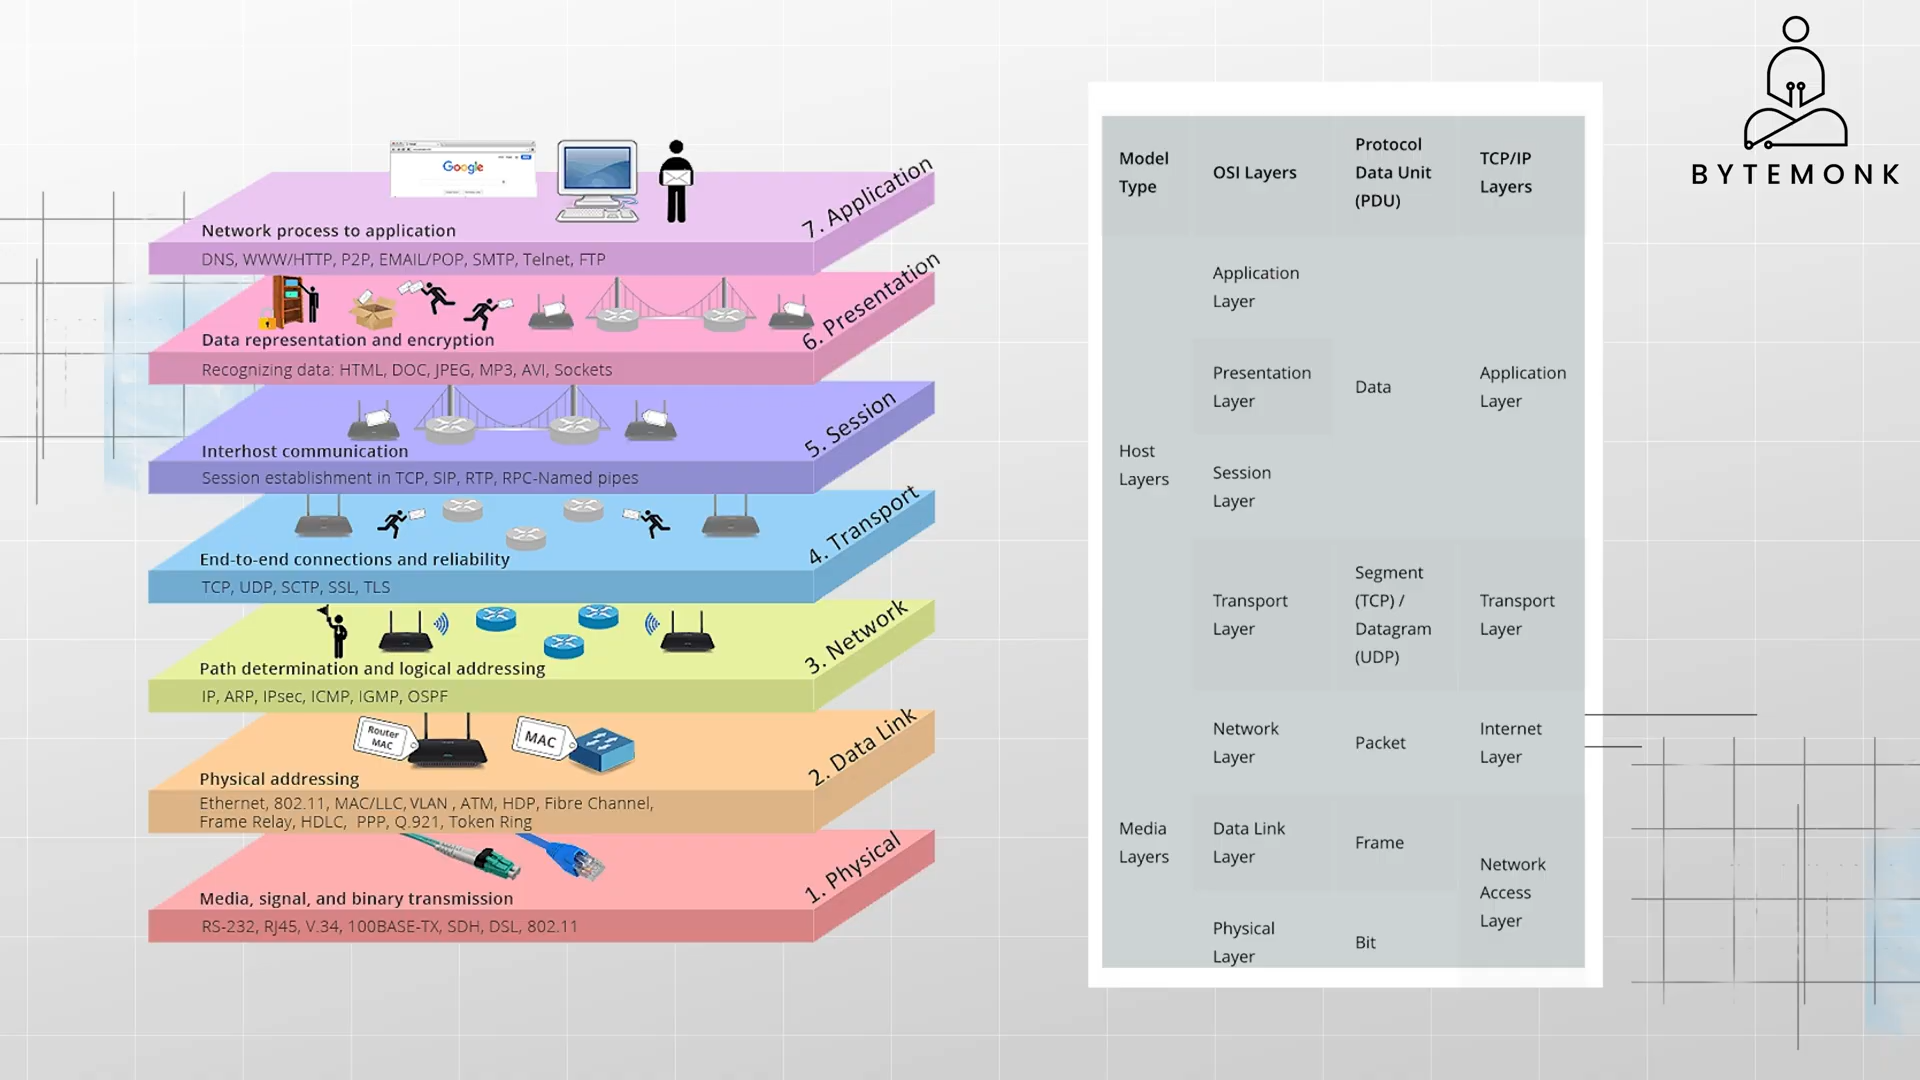 Google
7. Application
Network process to application
DNS, WWW/HTTP, P2P, EMAIL/POP, SMTP, Telnet, FTP
6. Presentation
Data representation and encryption
Recognizing data: HTML, DOC, JPEG, MP3, AVI, Sockets
5. Session
Interhost communication
Session establishment in TCP, SIP, RTP, RPC-Named pipes
4. Transport
End-to-end connections and reliability
TCP, UDP, SCTP, SSL, TLS
3. Network
Path determination and logical addressing
IP, ARP, IPsec, ICMP, IGMP, OSPF
2. Data Link
Router
MAC
MAC
Physical addressing
Ethernet, 802.11, MAC/LLC, VLAN , ATM, HDP, Fibre Channel,
Frame Relay, HDLC, PPP, Q.921, Token Ring
1. Physical
Media, signal, and binary transmission
RS-232, RJ45, V.34, 100BASE-TX, SDH, DSL, 802.11
Model
Type
OSI Layers
Protocol
Data Unit
(PDU)
TCP/IP
Layers
Host
Layers
Application
Layer
Presentation
Layer
Session
Layer
Data
Application
Layer
Transport
Layer
Segment
(TCP) /
Datagram
(UDP)
Transport
Layer
Media
Layers
Network
Layer
Packet
Internet
Layer
Data Link
Layer
Frame
Network
Access
Layer
Physical
Layer
Bit
BYTEMONK